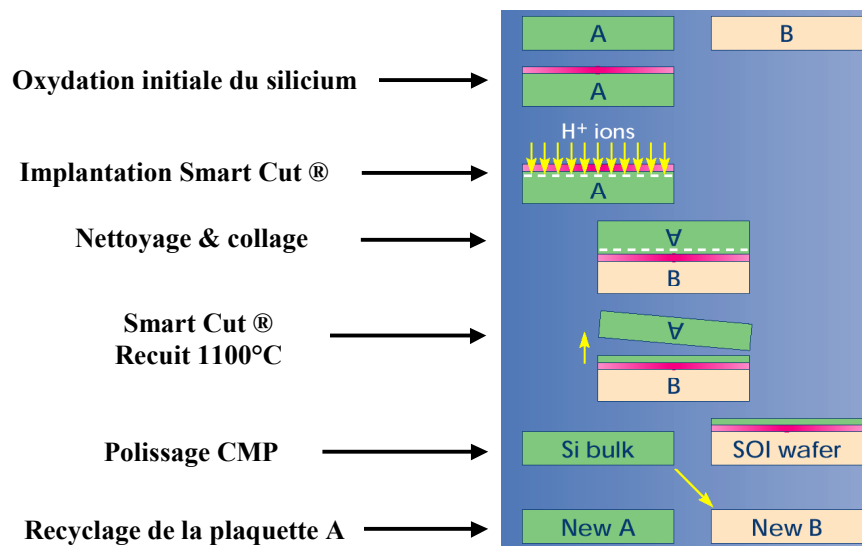 A B
Oxydation initiale du silicium
A
H⁺ ions
Implantation Smart Cut ®
A
Nettoyage & collage
A
B
Smart Cut ®
Recuit 1100°C
A
B
Polissage CMP
Si bulk SOI wafer
Recyclage de la plaquette A
New A New B